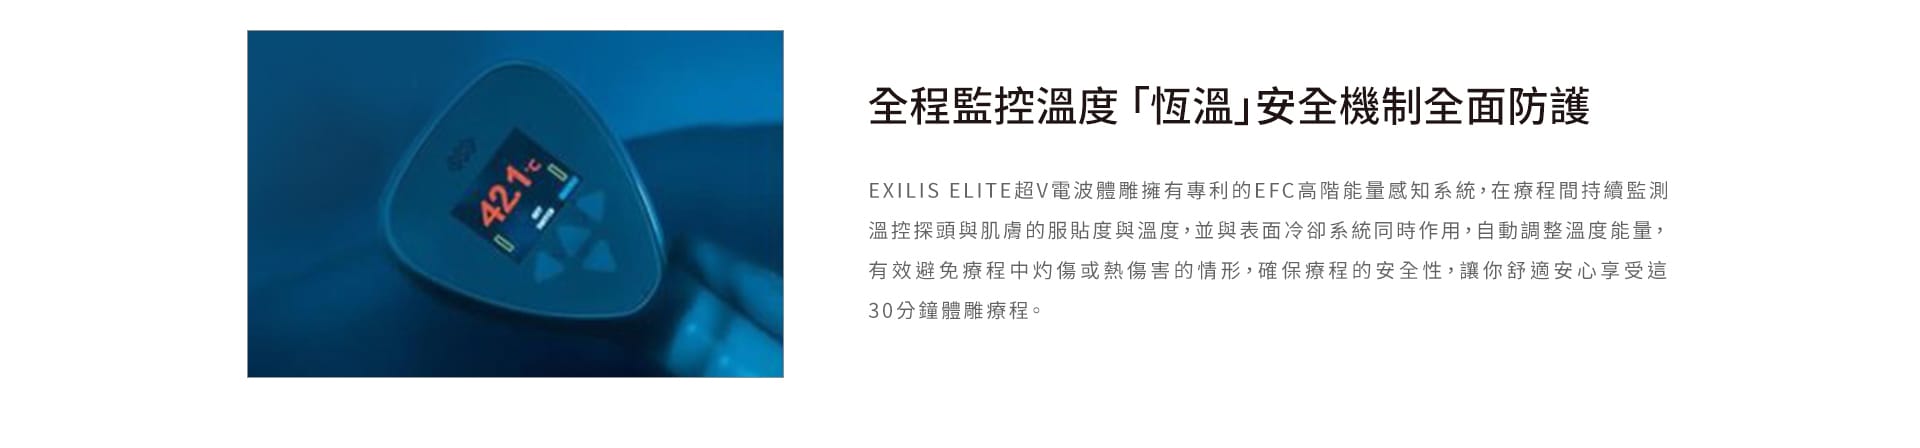 42.1°C
全程監控溫度「恆溫」安全機制全面防護
EXILIS ELITE超V電波體雕擁有專利的EFC高階能量感知系統，在療程間持續監測
溫控探頭與肌膚的服貼度與溫度，並與表面冷卻系統同時作用，自動調整溫度能量，
有效避免療程中灼傷或熱傷害的情形，確保療程的安全性，讓你舒適安心享受這
30分鐘體雕療程。